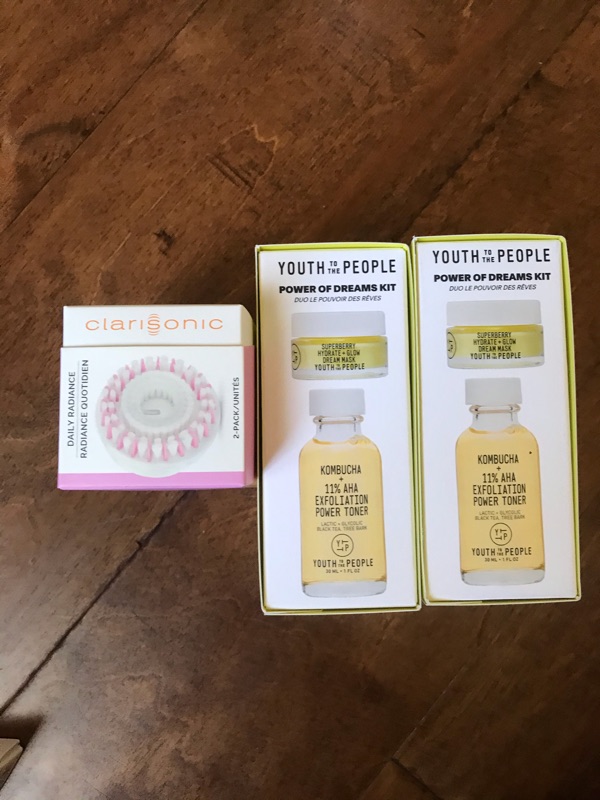 clarisonic
DAILY RADIANCE
RADIANCE QUOTIDIEN
2-PACK/UNITÉS
YOUTH TO THE PEOPLE
POWER OF DREAMS KIT
DUO LE POUVOIR DES RÊVES
SUPERBERRY
HYDRATE + GLOW
DREAM MASK
YOUTH TO THE PEOPLE
KOMBUCHA
+
11% AHA
EXFOLIATION
POWER TONER
LACTIC + GLYCOLIC
BLACK TEA, TREE BARK
Y P
YOUTH TO THE PEOPLE
30 ML • 1 FL OZ
YOUTH TO THE PEOPLE
POWER OF DREAMS KIT
DUO LE POUVOIR DES RÊVES
SUPERBERRY
HYDRATE + GLOW
DREAM MASK
YOUTH TO THE PEOPLE
KOMBUCHA
+
11% AHA
EXFOLIATION
POWER TONER
LACTIC + GLYCOLIC
BLACK TEA, TREE BARK
Y P
YOUTH TO THE PEOPLE
30 ML • 1 FL OZ